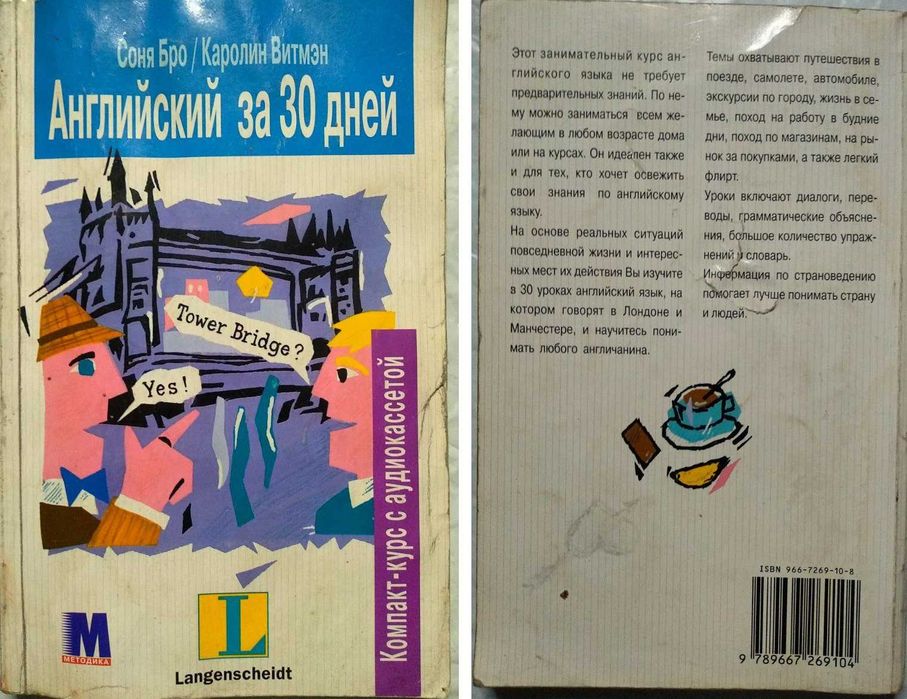 Соня Бро / Каролин Витмэн
Английский за 30 дней
Tower Bridge?
Yes!
Компакт-курс с аудиокассетой
М
МЕТОДИКА
L
Langenscheidt
Этот занимательный курс ан-
глийского языка не требует
предварительных знаний. По не-
му можно заниматься всем же-
лающим в любом возрасте дома
или на курсах. Он идеален также
и для тех, кто хочет освежить
свои знания по английскому
языку.
На основе реальных ситуаций
повседневной жизни и интерес-
ных мест их действия Вы изучите
в 30 уроках английский язык, на
котором говорят в Лондоне и
Манчестере, и научитесь пони-
мать любого англичанина.
Темы охватывают путешествия в
поезде, самолете, автомобиле,
экскурсии по городу, жизнь в се-
мье, поход на работу в будние
дни, поход по магазинам, на ры-
нок за покупками, а также легкий
флирт.
Уроки включают диалоги, пере-
воды, грамматические объясне-
ния, большое количество упраж-
нений и словарь.
Информация по страноведению
помогает лучше понимать страну
и людей.
ISBN 966-7269-10-8
9 789667 269104